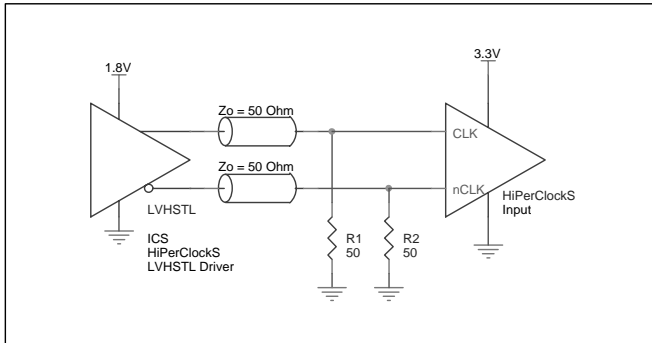 1.8V
3.3V
Zo = 50 Ohm
CLK
Zo = 50 Ohm
nCLK
LVHSTL
HiPerClockS
Input
ICS
HiPerClockS
LVHSTL Driver
R1
50
R2
50